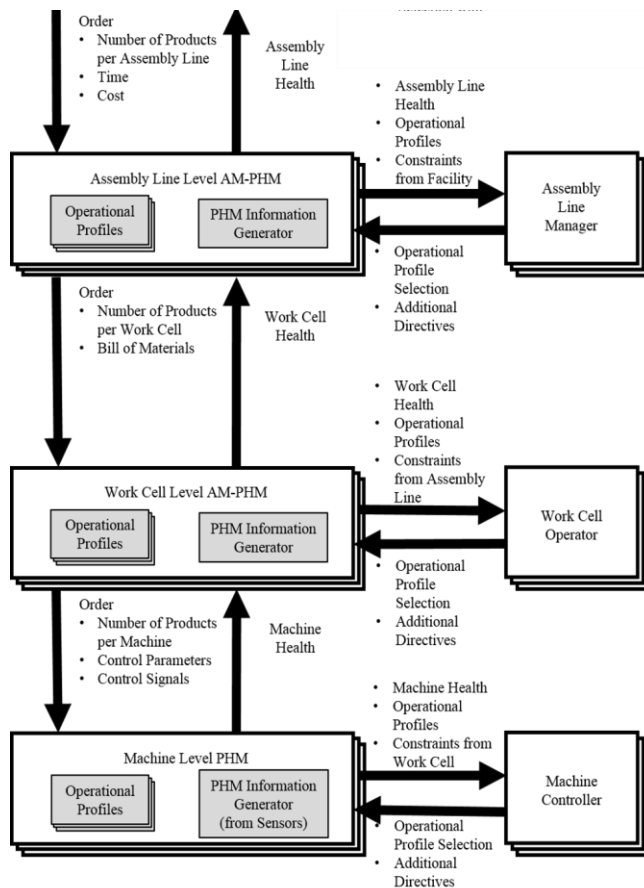 Order
• Number of Products
per Assembly Line
• Time
• Cost
Assembly
Line
Health
• Assembly Line
Health
• Operational
Profiles
• Constraints
from Facility
Assembly Line Level AM-PHM
Operational
Profiles
PHM Information
Generator
Assembly
Line
Manager
• Operational
Profile
Selection
• Additional
Directives
Order
• Number of Products
per Work Cell
• Bill of Materials
Work Cell
Health
• Work Cell
Health
• Operational
Profiles
• Constraints
from Assembly
Line
Work Cell Level AM-PHM
Operational
Profiles
PHM Information
Generator
Work Cell
Operator
• Operational
Profile
Selection
• Additional
Directives
Order
• Number of Products
per Machine
• Control Parameters
• Control Signals
Machine
Health
• Machine Health
• Operational
Profiles
• Constraints from
Work Cell
Machine Level PHM
Operational
Profiles
PHM Information
Generator
(from Sensors)
Machine
Controller
• Operational
Profile Selection
• Additional
Directives